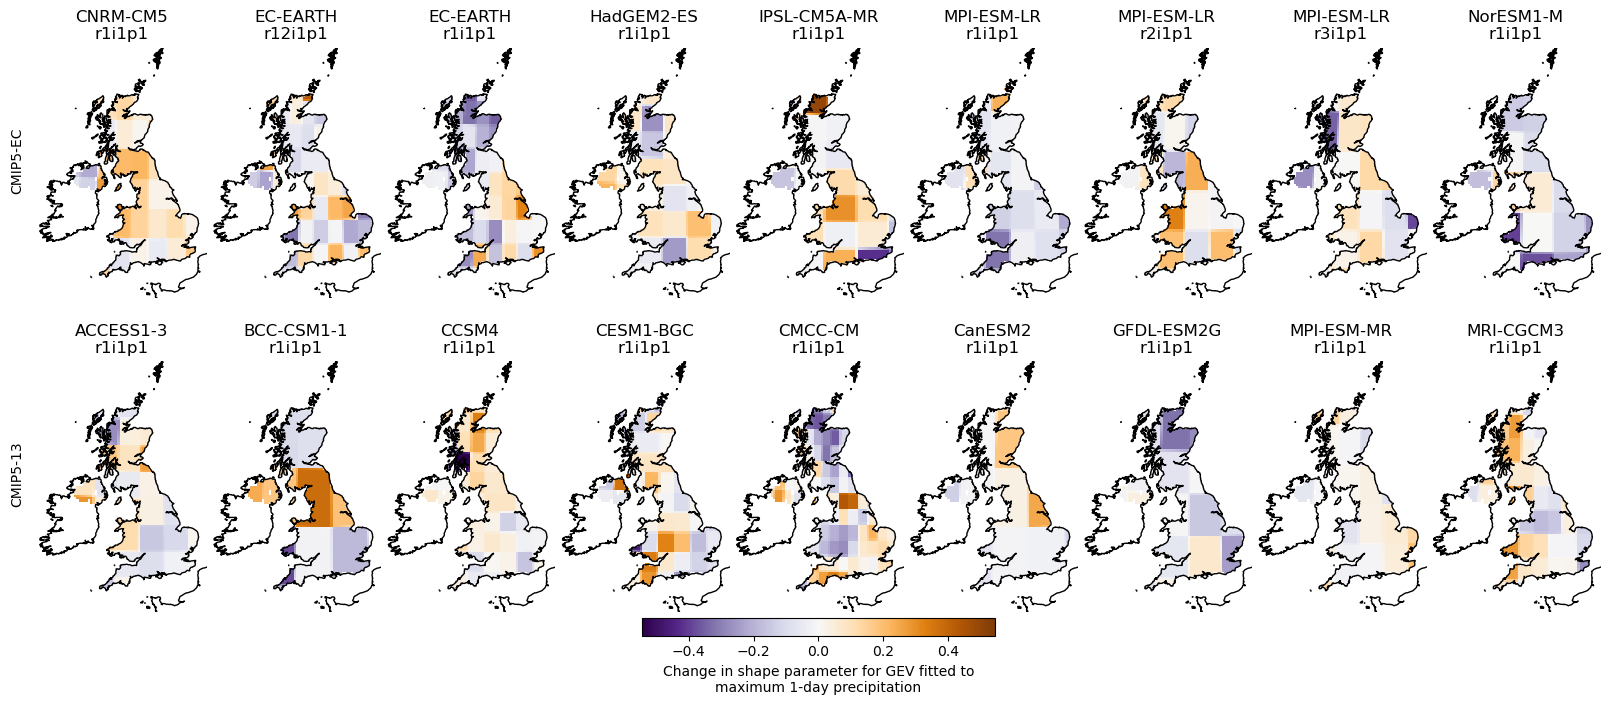 CNRM-CM5 EC-EARTH EC-EARTH HadGEM2-ES IPSL-CM5A-MR MPI-ESM-LR MPI-ESM-LR MPI-ESM-LR NorESM1-M
r1i1p1 r12i1p1 r1i1p1 r1i1p1 r1i1p1 r1i1p1 r2i1p1 r3i1p1 r1i1p1
CMIP5-EC
ACCESS1-3 BCC-CSM1-1 CCSM4 CESM1-BGC CMCC-CM CanESM2 GFDL-ESM2G MPI-ESM-MR MRI-CGCM3
r1i1p1 r1i1p1 r1i1p1 r1i1p1 r1i1p1 r1i1p1 r1i1p1 r1i1p1 r1i1p1
CMIP5-13
−0.4 −0.2 0.0 0.2 0.4
Change in shape parameter for GEV fitted to
maximum 1-day precipitation